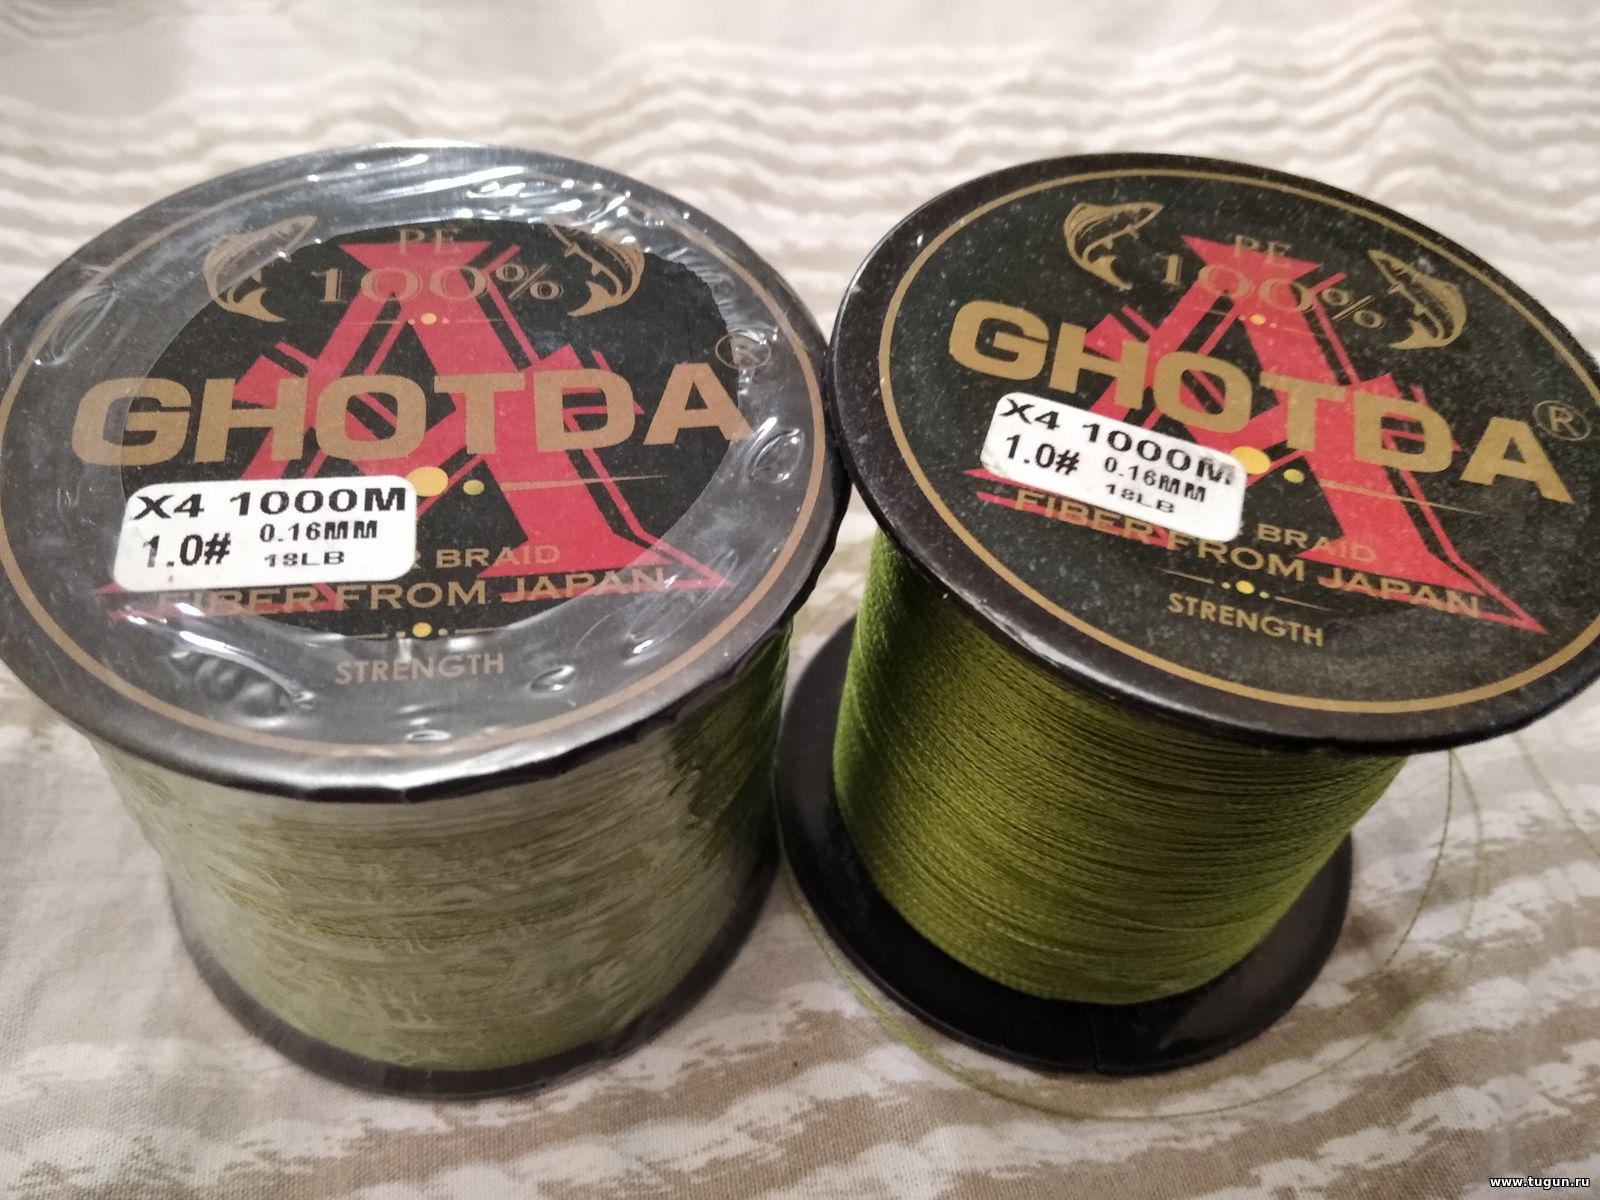 PE
100%
GHOTDA®
X4 1000M
1.0# 0.16MM
18LB
BRAID
FIBER FROM JAPAN
STRENGTH
PE
100%
GHOTDA®
X4 1000M
1.0# 0.16MM
18LB
BRAID
FIBER FROM JAPAN
STRENGTH
www.tugun.ru